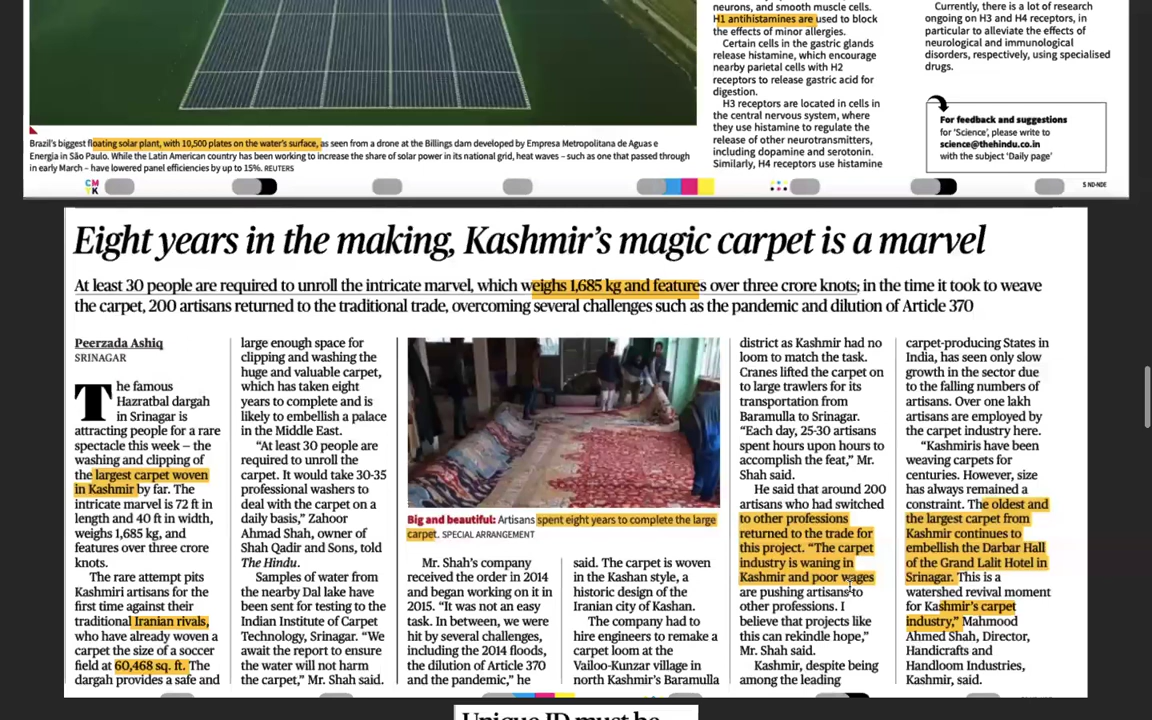 Brazil's biggest floating solar plant, with 10,500 plates on the water's surface, as seen from a drone at the Billings dam developed by Empresa Metropolitana de Aguas e
Energia in São Paulo. While the Latin American country has been working to increase the share of solar power in its national grid, heat waves – such as one that passed through
in early March – have lowered panel efficiencies by up to 15%. REUTERS
neurons, and smooth muscle cells.
H1 antihistamines are used to block
the effects of minor allergies.
Certain cells in the gastric glands
release histamine, which encourage
nearby parietal cells with H2
receptors to release gastric acid for
digestion.
H3 receptors are located in cells in
the central nervous system, where
they use histamine to regulate the
release of other neurotransmitters,
including dopamine and serotonin.
Similarly, H4 receptors use histamine
Currently, there is a lot of research
ongoing on H3 and H4 receptors, in
particular to alleviate the effects of
neurological and immunological
disorders, respectively, using specialised
drugs.
For feedback and suggestions
for 'Science', please write to
science@thehindu.co.in
with the subject 'Daily page'
CM
YK
S ND-NDE
Eight years in the making, Kashmir's magic carpet is a marvel
At least 30 people are required to unroll the intricate marvel, which weighs 1,685 kg and features over three crore knots; in the time it took to weave
the carpet, 200 artisans returned to the traditional trade, overcoming several challenges such as the pandemic and dilution of Article 370
Peerzada Ashiq
SRINAGAR
The famous
Hazratbal dargah
in Srinagar is
attracting people for a rare
spectacle this week – the
washing and clipping of
the largest carpet woven
in Kashmir by far. The
intricate marvel is 72 ft in
length and 40 ft in width,
weighs 1,685 kg, and
features over three crore
knots.
The rare attempt pits
Kashmiri artisans for the
first time against their
traditional Iranian rivals,
who have already woven a
carpet the size of a soccer
field at 60,468 sq. ft. The
dargah provides a safe and
large enough space for
clipping and washing the
huge and valuable carpet,
which has taken eight
years to complete and is
likely to embellish a palace
in the Middle East.
"At least 30 people are
required to unroll the
carpet. It would take 30-35
professional washers to
deal with the carpet on a
daily basis," Zahoor
Ahmad Shah, owner of
Shah Qadir and Sons, told
The Hindu.
Samples of water from
the nearby Dal lake have
been sent for testing to the
Indian Institute of Carpet
Technology, Srinagar. "We
await the report to ensure
the water will not harm
the carpet," Mr. Shah said.
Big and beautiful: Artisans spent eight years to complete the large
carpet. SPECIAL ARRANGEMENT
Mr. Shah's company
received the order in 2014
and began working on it in
2015. "It was not an easy
task. In between, we were
hit by several challenges,
including the 2014 floods,
the dilution of Article 370
and the pandemic," he
said. The carpet is woven
in the Kashan style, a
historic design of the
Iranian city of Kashan.
The company had to
hire engineers to remake a
carpet loom at the
Vailoo-Kunzar village in
north Kashmir's Baramulla
district as Kashmir had no
loom to match the task.
Cranes lifted the carpet on
to large trawlers for its
transportation from
Baramulla to Srinagar.
"Each day, 25-30 artisans
spent hours upon hours to
accomplish the feat," Mr.
Shah said.
He said that around 200
artisans who had switched
to other professions
returned to the trade for
this project. "The carpet
industry is waning in
Kashmir and poor wages
are pushing artisans to
other professions. I
believe that projects like
this can rekindle hope,"
Mr. Shah said.
Kashmir, despite being
among the leading
carpet-producing States in
India, has seen only slow
growth in the sector due
to the falling numbers of
artisans. Over one lakh
artisans are employed by
the carpet industry here.
"Kashmiris have been
weaving carpets for
centuries. However, size
has always remained a
constraint. The oldest and
the largest carpet from
Kashmir continues to
embellish the Darbar Hall
of the Grand Lalit Hotel in
Srinagar. This is a
watershed revival moment
for Kashmir's carpet
industry," Mahmood
Ahmed Shah, Director,
Handicrafts and
Handloom Industries,
Kashmir, said.
Unique ID must be